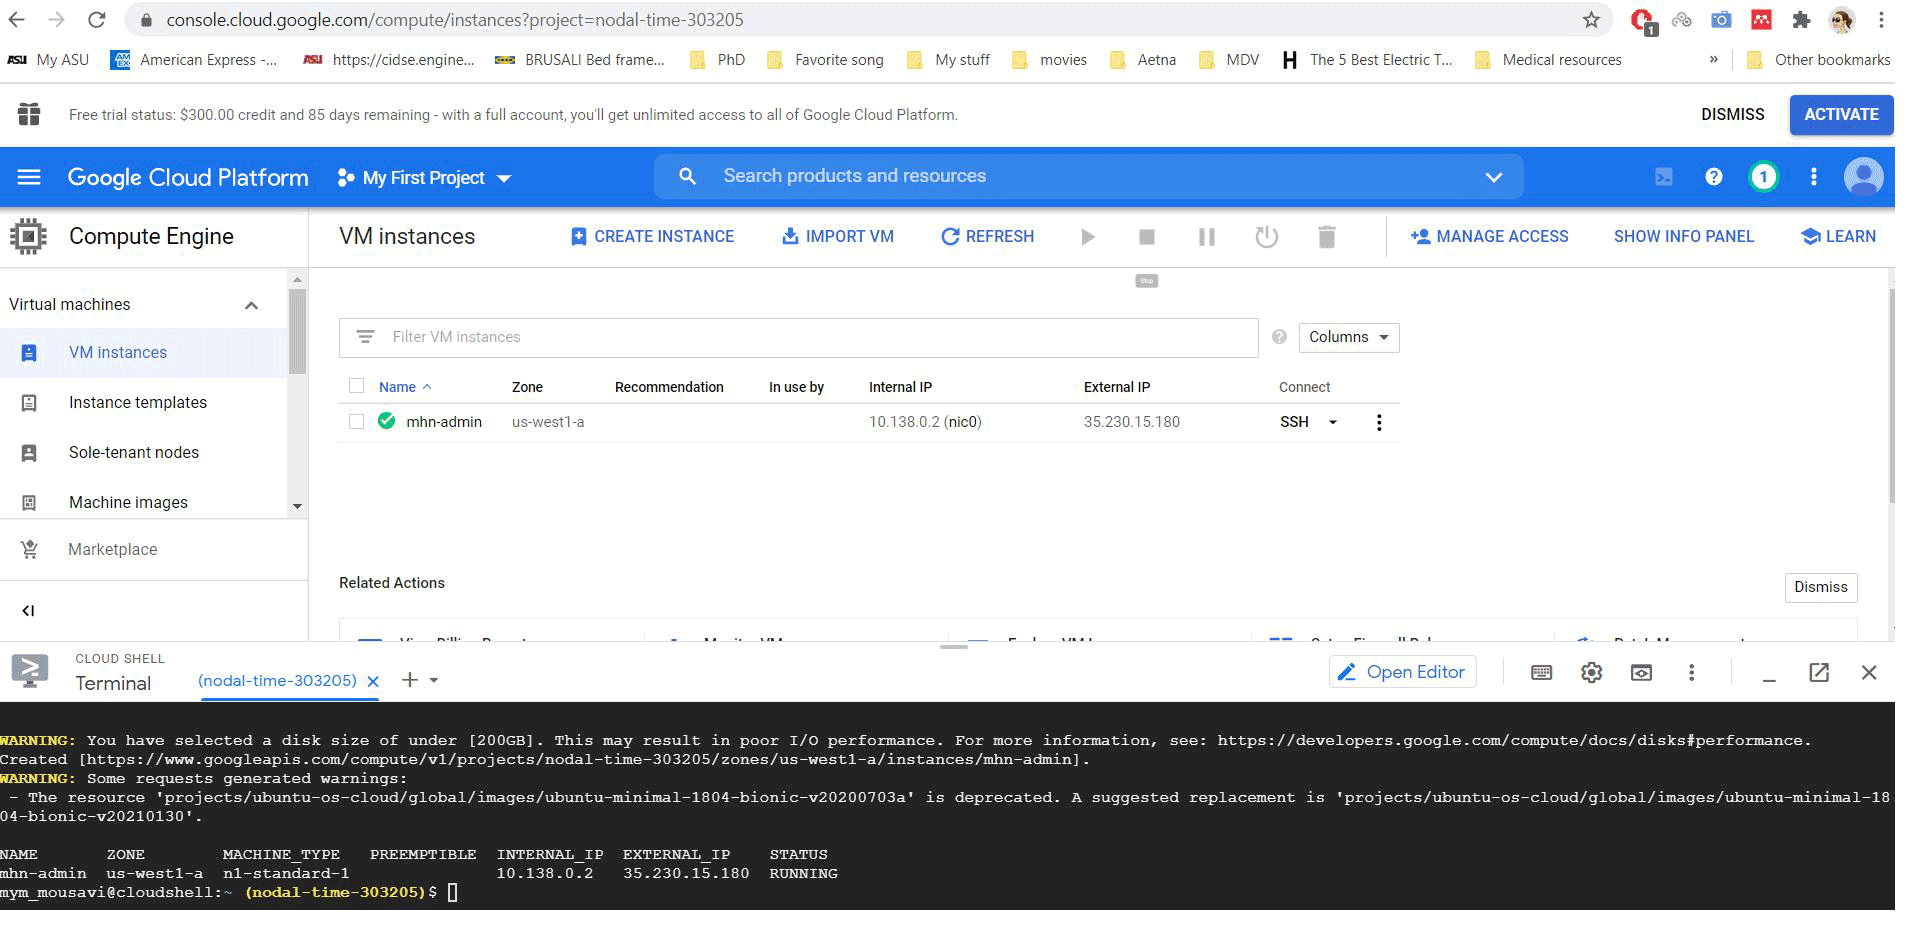 console.cloud.google.com/compute/instances?project=nodal-time-303205
1
ASU My ASU AM EX American Express -... ASU https://cidse.engine... BRUSALI Bed frame... PhD Favorite song My stuff movies Aetna MDV H The 5 Best Electric T... Medical resources » Other bookmarks
Free trial status: $300.00 credit and 85 days remaining - with a full account, you'll get unlimited access to all of Google Cloud Platform. DISMISS ACTIVATE
Google Cloud Platform My First Project Search products and resources ? 1
Compute Engine VM instances CREATE INSTANCE IMPORT VM REFRESH MANAGE ACCESS SHOW INFO PANEL LEARN
Virtual machines
VM instances
Instance templates
Sole-tenant nodes
Machine images
Marketplace
Filter VM instances ? Columns
Name Zone Recommendation In use by Internal IP External IP Connect
mhn-admin us-west1-a 10.138.0.2 (nic0) 35.230.15.180 SSH
Related Actions Dismiss
CLOUD SHELL
Terminal (nodal-time-303205) Open Editor
WARNING: You have selected a disk size of under [200GB]. This may result in poor I/O performance. For more information, see: https://developers.google.com/compute/docs/disks#performance.
Created [https://www.googleapis.com/compute/v1/projects/nodal-time-303205/zones/us-west1-a/instances/mhn-admin].
WARNING: Some requests generated warnings:
- The resource 'projects/ubuntu-os-cloud/global/images/ubuntu-minimal-1804-bionic-v20200703a' is deprecated. A suggested replacement is 'projects/ubuntu-os-cloud/global/images/ubuntu-minimal-18
04-bionic-v20210130'.
NAME ZONE MACHINE_TYPE PREEMPTIBLE INTERNAL_IP EXTERNAL_IP STATUS
mhn-admin us-west1-a n1-standard-1 10.138.0.2 35.230.15.180 RUNNING
mym_mousavi@cloudshell:~ (nodal-time-303205)$